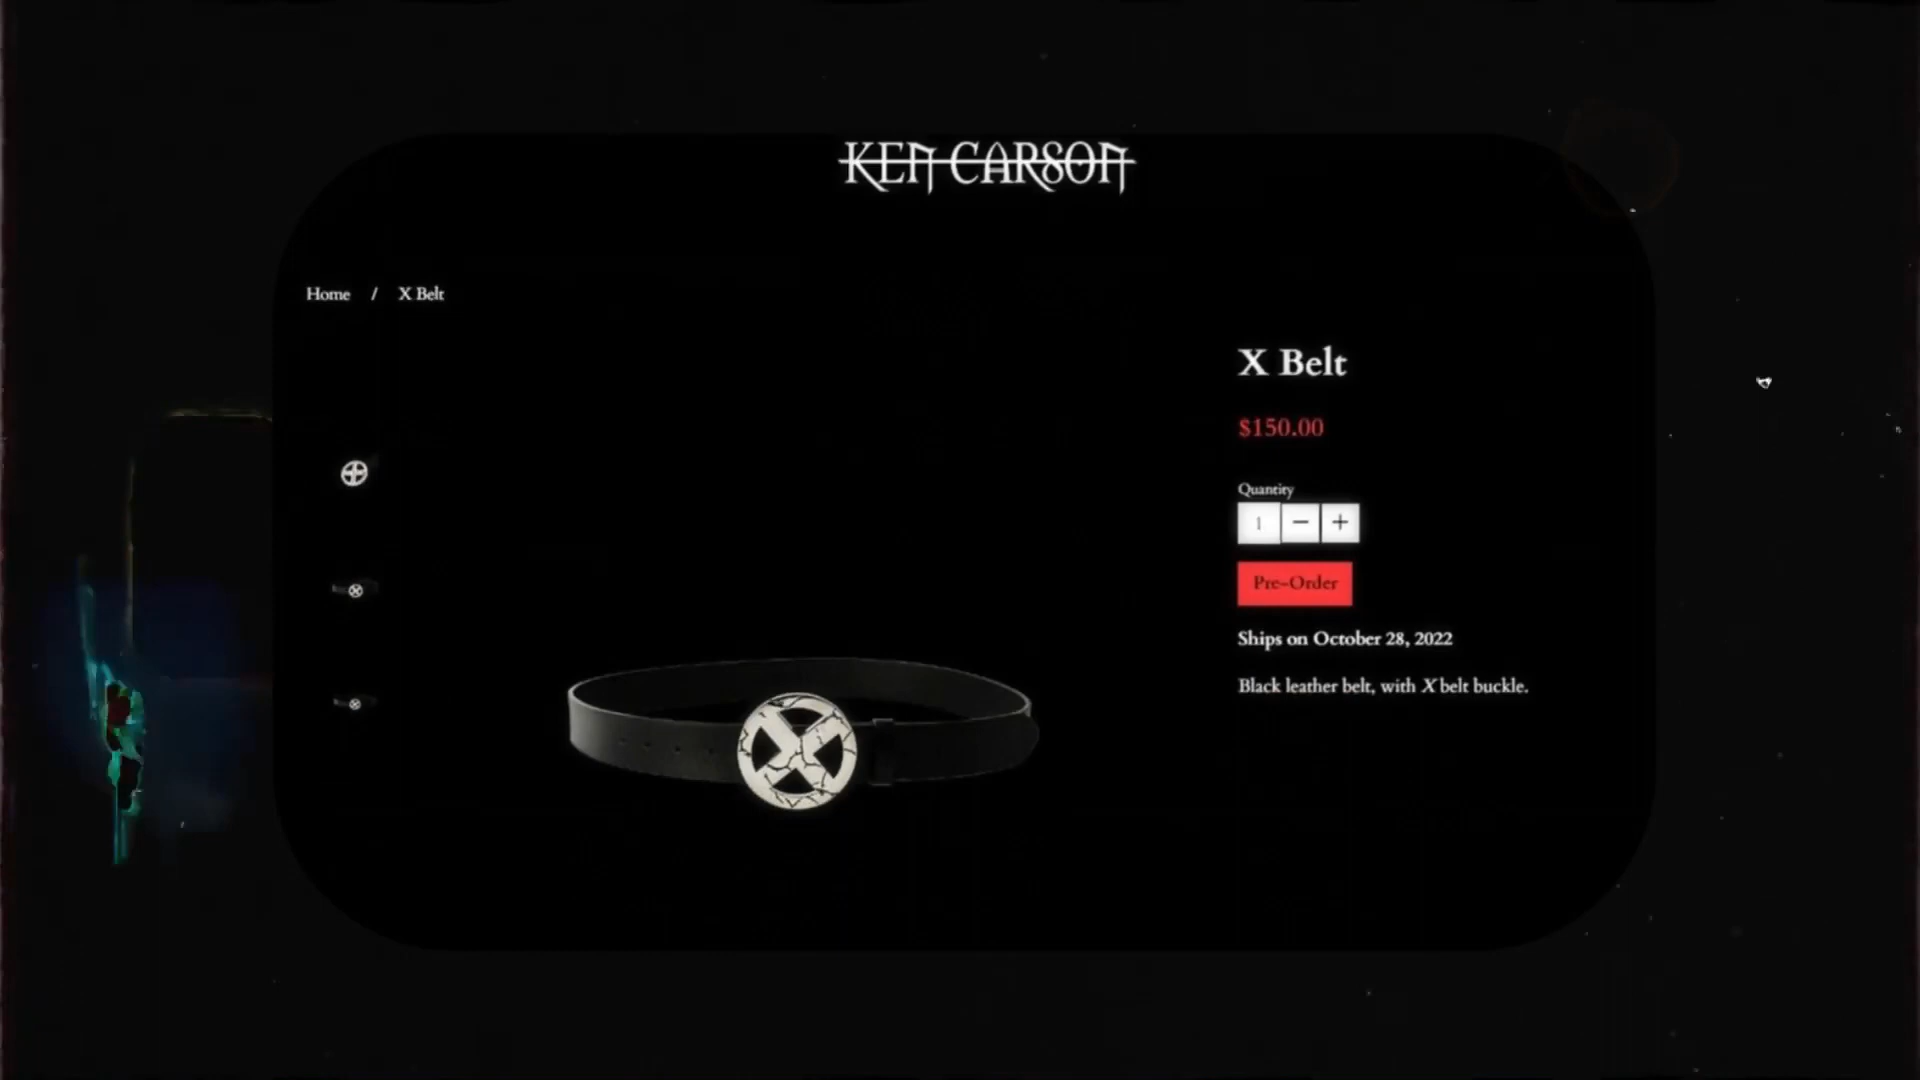 KEN CARSON
Home / X Belt
X Belt
$150.00
Quantity
1 − +
Pre-Order
Ships on October 28, 2022
Black leather belt, with X belt buckle.